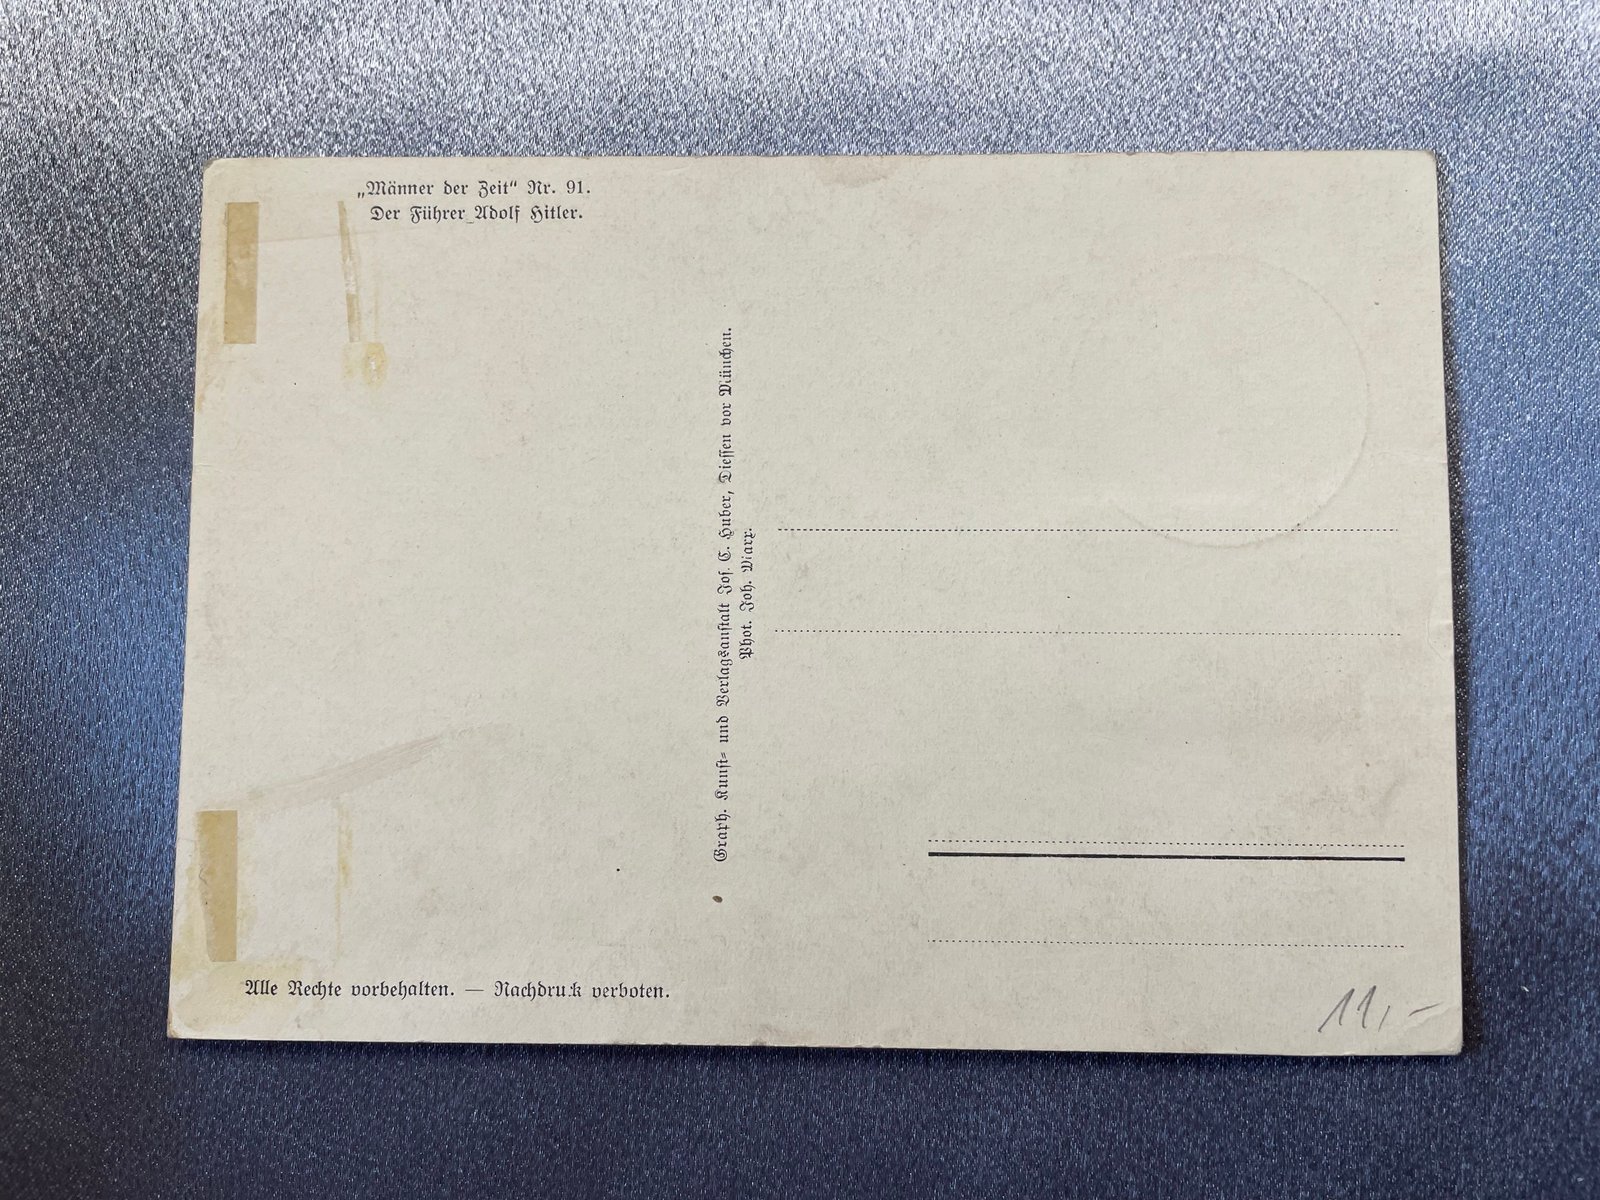 „Männer der Zeit“ Nr. 91.
Der Führer Adolf Hitler.
Graph. Kunst- und Verlagsanstalt Jos. C. Huber, Diessen vor München.
Phot. Joh. Marx.
Alle Rechte vorbehalten. — Nachdruck verboten.
11,-